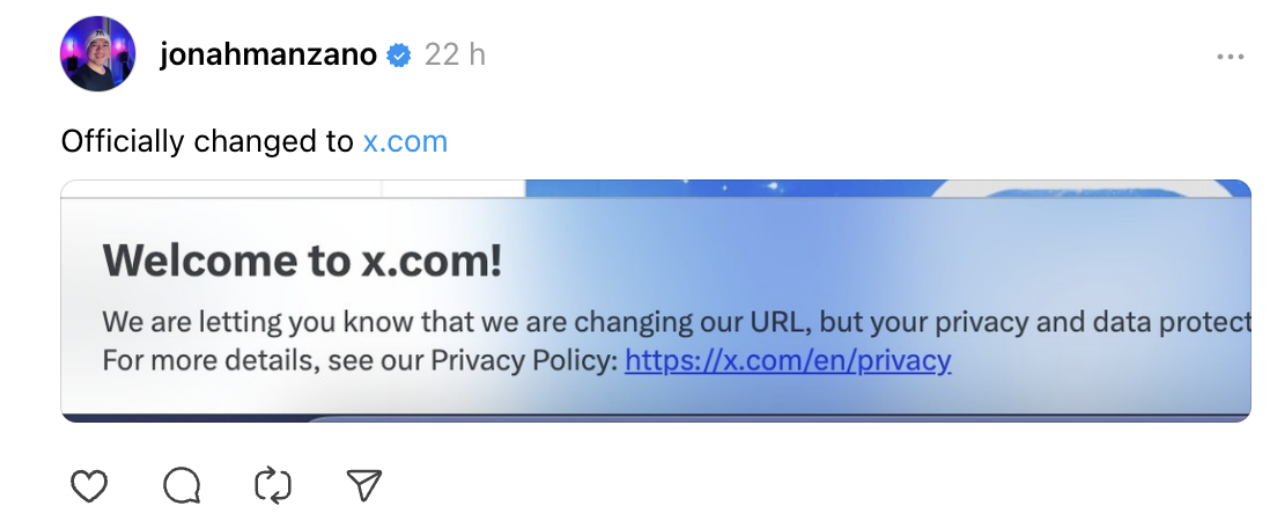 jonahmanzano 22 h
Officially changed to x.com
Welcome to x.com!
We are letting you know that we are changing our URL, but your privacy and data protect
For more details, see our Privacy Policy: https://x.com/en/privacy